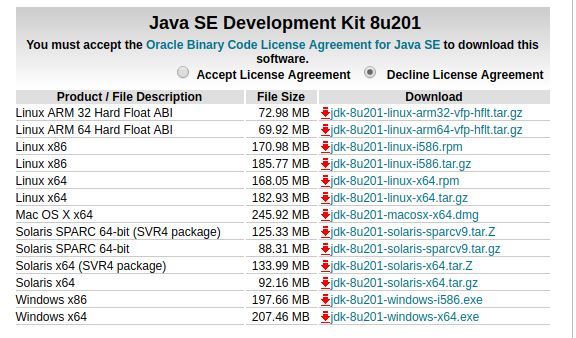 Java SE Development Kit 8u201
You must accept the Oracle Binary Code License Agreement for Java SE to download this
software.
Accept License Agreement Decline License Agreement
Product / File Description File Size Download
Linux ARM 32 Hard Float ABI 72.98 MB jdk-8u201-linux-arm32-vfp-hflt.tar.gz
Linux ARM 64 Hard Float ABI 69.92 MB jdk-8u201-linux-arm64-vfp-hflt.tar.gz
Linux x86 170.98 MB jdk-8u201-linux-i586.rpm
Linux x86 185.77 MB jdk-8u201-linux-i586.tar.gz
Linux x64 168.05 MB jdk-8u201-linux-x64.rpm
Linux x64 182.93 MB jdk-8u201-linux-x64.tar.gz
Mac OS X x64 245.92 MB jdk-8u201-macosx-x64.dmg
Solaris SPARC 64-bit (SVR4 package) 125.33 MB jdk-8u201-solaris-sparcv9.tar.Z
Solaris SPARC 64-bit 88.31 MB jdk-8u201-solaris-sparcv9.tar.gz
Solaris x64 (SVR4 package) 133.99 MB jdk-8u201-solaris-x64.tar.Z
Solaris x64 92.16 MB jdk-8u201-solaris-x64.tar.gz
Windows x86 197.66 MB jdk-8u201-windows-i586.exe
Windows x64 207.46 MB jdk-8u201-windows-x64.exe